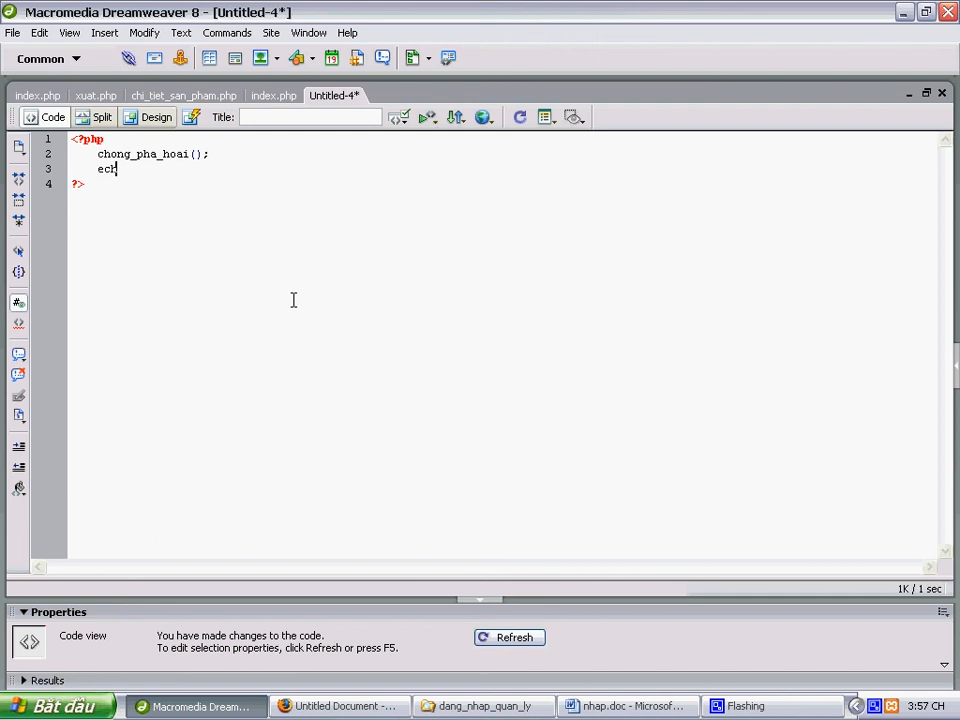 Macromedia Dreamweaver 8 - [Untitled-4*]
File Edit View Insert Modify Text Commands Site Window Help
Common
19
index.php xuat.php chi_tiet_san_pham.php index.php Untitled-4*
Code Split Design Title:
1 <?php
2 chong_pha_hoai();
3 ech
4 ?>
1K / 1 sec
Properties
Code view You have made changes to the code. Refresh
To edit selection properties, click Refresh or press F5.
Results
Bắt đầu Macromedia Dream... Untitled Document -... dang_nhap_quan_ly nhap.doc - Microsof... Flashing 3:57 CH